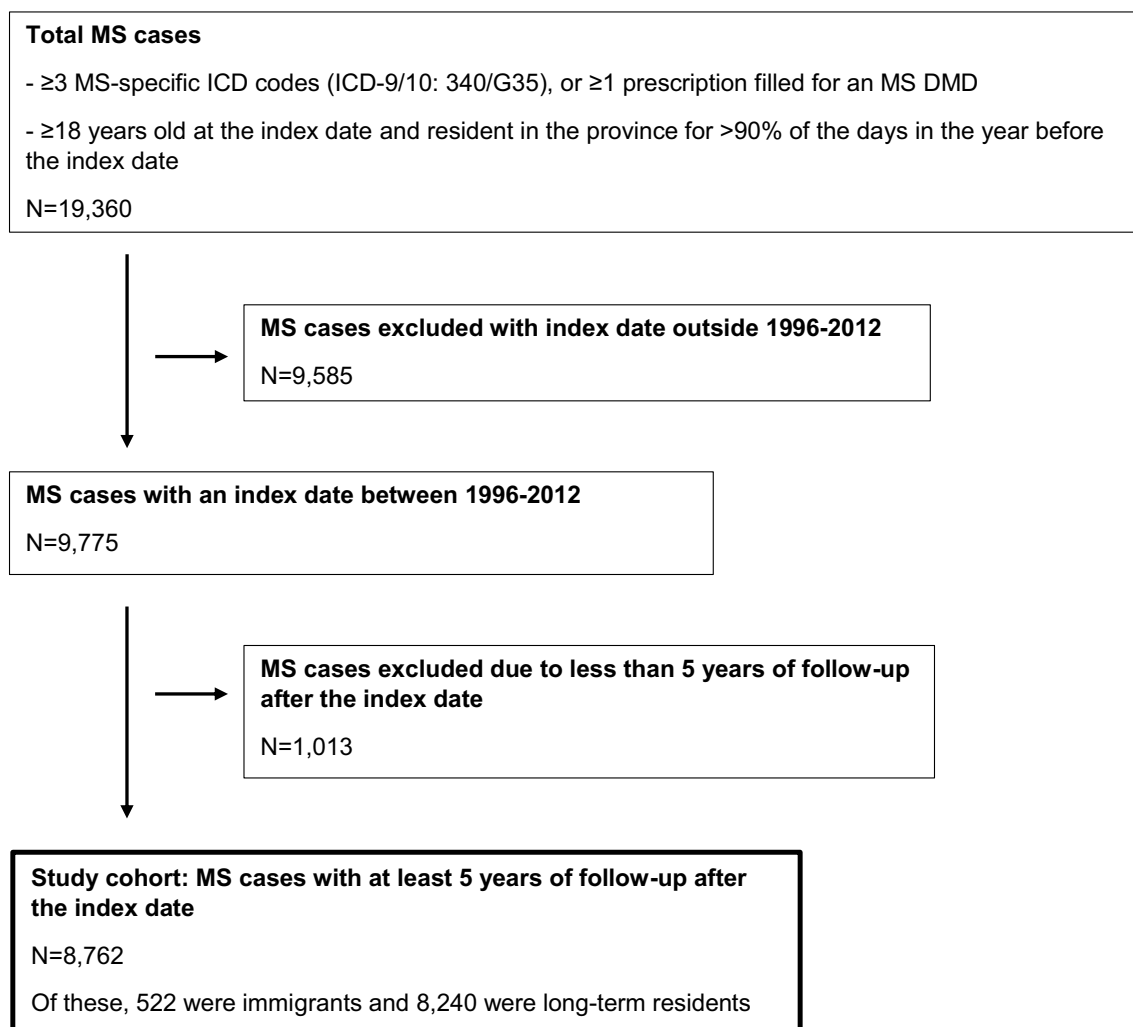 Total MS cases
- ≥3 MS-specific ICD codes (ICD-9/10: 340/G35), or ≥1 prescription filled for an MS DMD
- ≥18 years old at the index date and resident in the province for >90% of the days in the year before
the index date
N=19,360
MS cases excluded with index date outside 1996-2012
N=9,585
MS cases with an index date between 1996-2012
N=9,775
MS cases excluded due to less than 5 years of follow-up
after the index date
N=1,013
Study cohort: MS cases with at least 5 years of follow-up after
the index date
N=8,762
Of these, 522 were immigrants and 8,240 were long-term residents